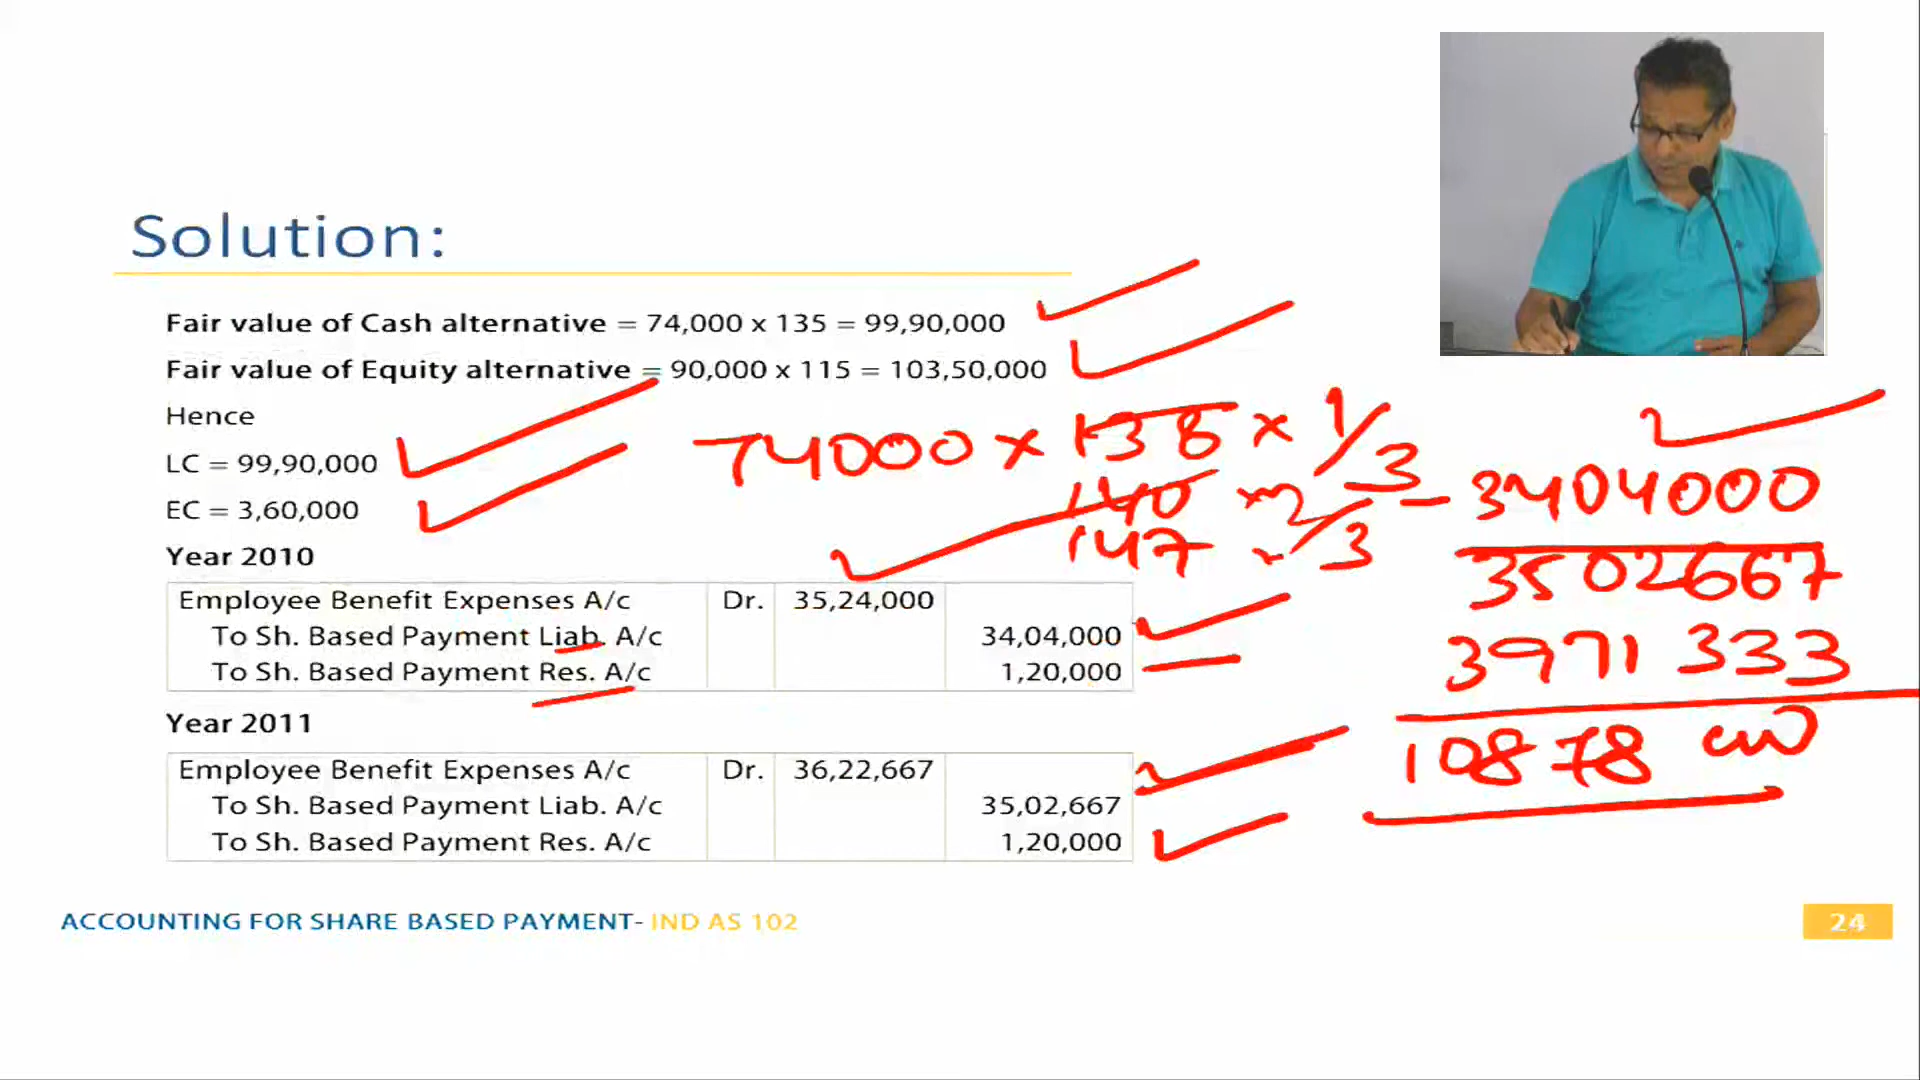 Solution:
Fair value of Cash alternative = 74,000 x 135 = 99,90,000
Fair value of Equity alternative = 90,000 x 115 = 103,50,000
Hence
LC = 99,90,000
EC = 3,60,000
74000 x 138 x 1/3 - 3404000
140 x 2/3 3502667
147 3971333
10878
Year 2010
Employee Benefit Expenses A/c Dr. 35,24,000
To Sh. Based Payment Liab. A/c 34,04,000
To Sh. Based Payment Res. A/c 1,20,000
Year 2011
Employee Benefit Expenses A/c Dr. 36,22,667
To Sh. Based Payment Liab. A/c 35,02,667
To Sh. Based Payment Res. A/c 1,20,000
ACCOUNTING FOR SHARE BASED PAYMENT- IND AS 102
24